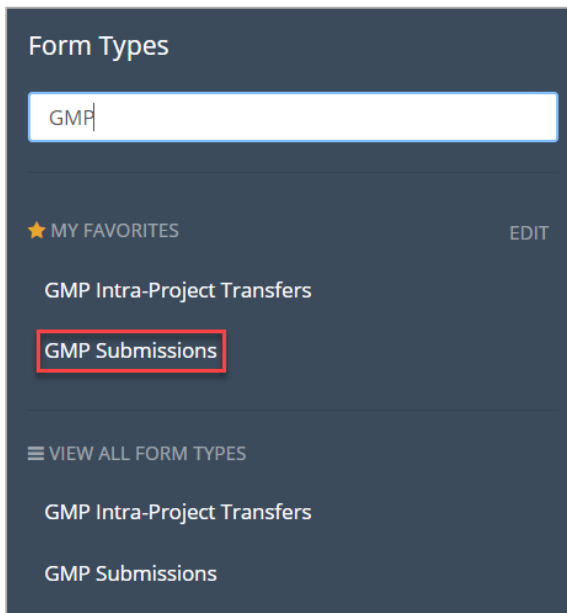 Form Types
GMP
MY FAVORITES EDIT
GMP Intra-Project Transfers
GMP Submissions
VIEW ALL FORM TYPES
GMP Intra-Project Transfers
GMP Submissions